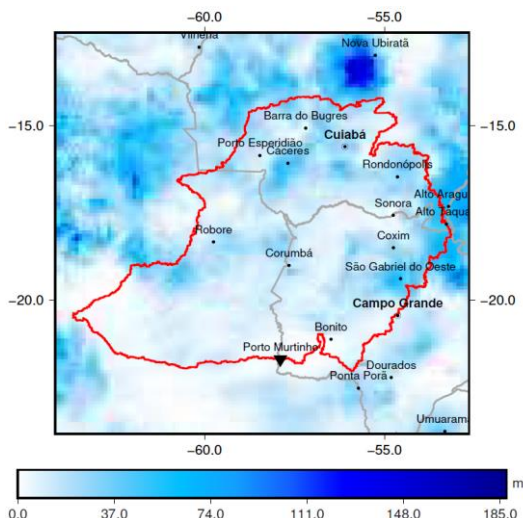 −60.0 −55.0
Vilhena
Nova Ubiratã
−15.0 −15.0
Barra do Bugres
Cuiabá
Porto Esperidião
Cáceres
Rondonópolis
Alto Aragu
Sonora
Alto Taqua
Robore
Coxim
Corumbá
São Gabriel do Oeste
−20.0 −20.0
Campo Grande
Bonito
Porto Murtinho
Dourados
Ponta Porã
Umuarama
−60.0 −55.0
m
0.0 37.0 74.0 111.0 148.0 185.0